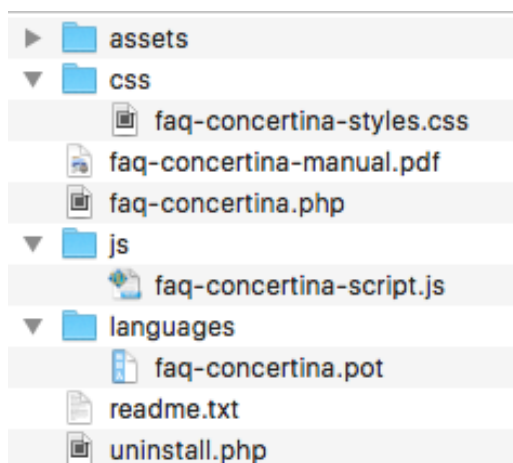 assets
css
faq-concertina-styles.css
faq-concertina-manual.pdf
faq-concertina.php
js
faq-concertina-script.js
languages
faq-concertina.pot
readme.txt
uninstall.php